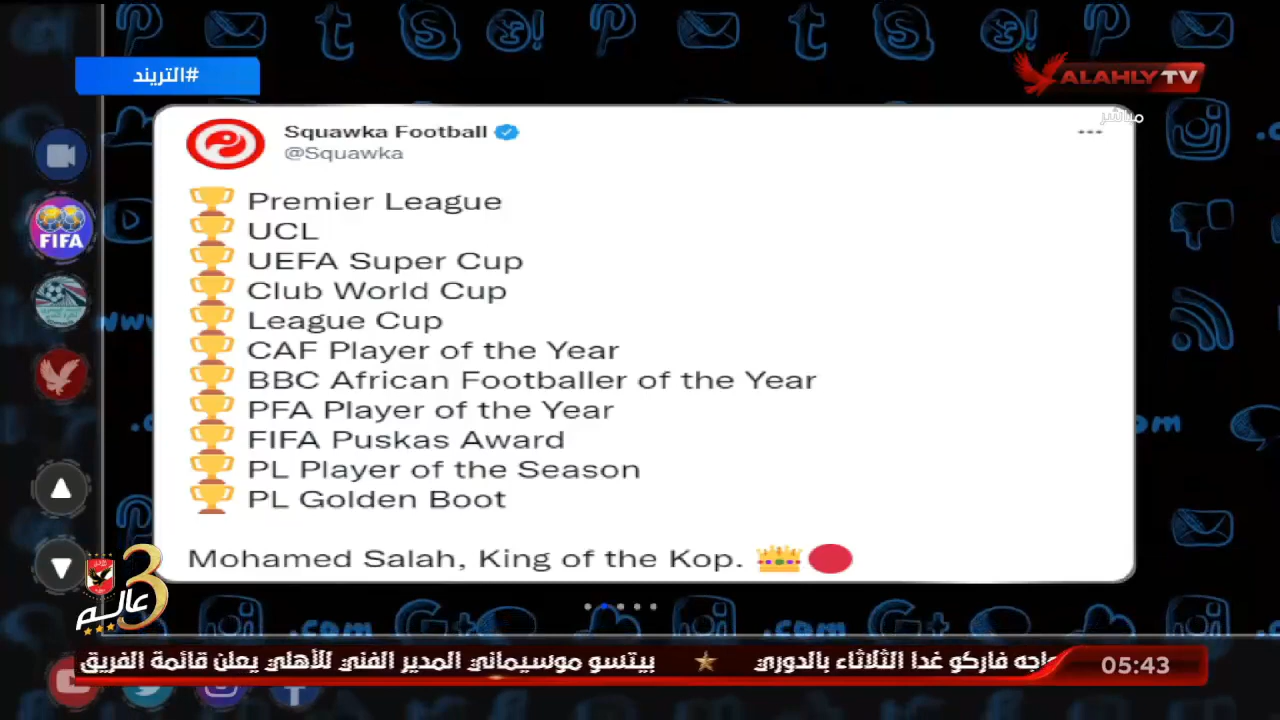 #التريند
ALAHLY TV
مباشر
Squawka Football
@Squawka
FIFA
Premier League
UCL
UEFA Super Cup
Club World Cup
League Cup
CAF Player of the Year
BBC African Footballer of the Year
PFA Player of the Year
FIFA Puskas Award
PL Player of the Season
PL Golden Boot
Mohamed Salah, King of the Kop.
3 عالم
فاركو غدا الثلاثاء بالدوري ★ بيتسو موسيماني المدير الفني للأهلي يعلن قائمة الفريق
05:43